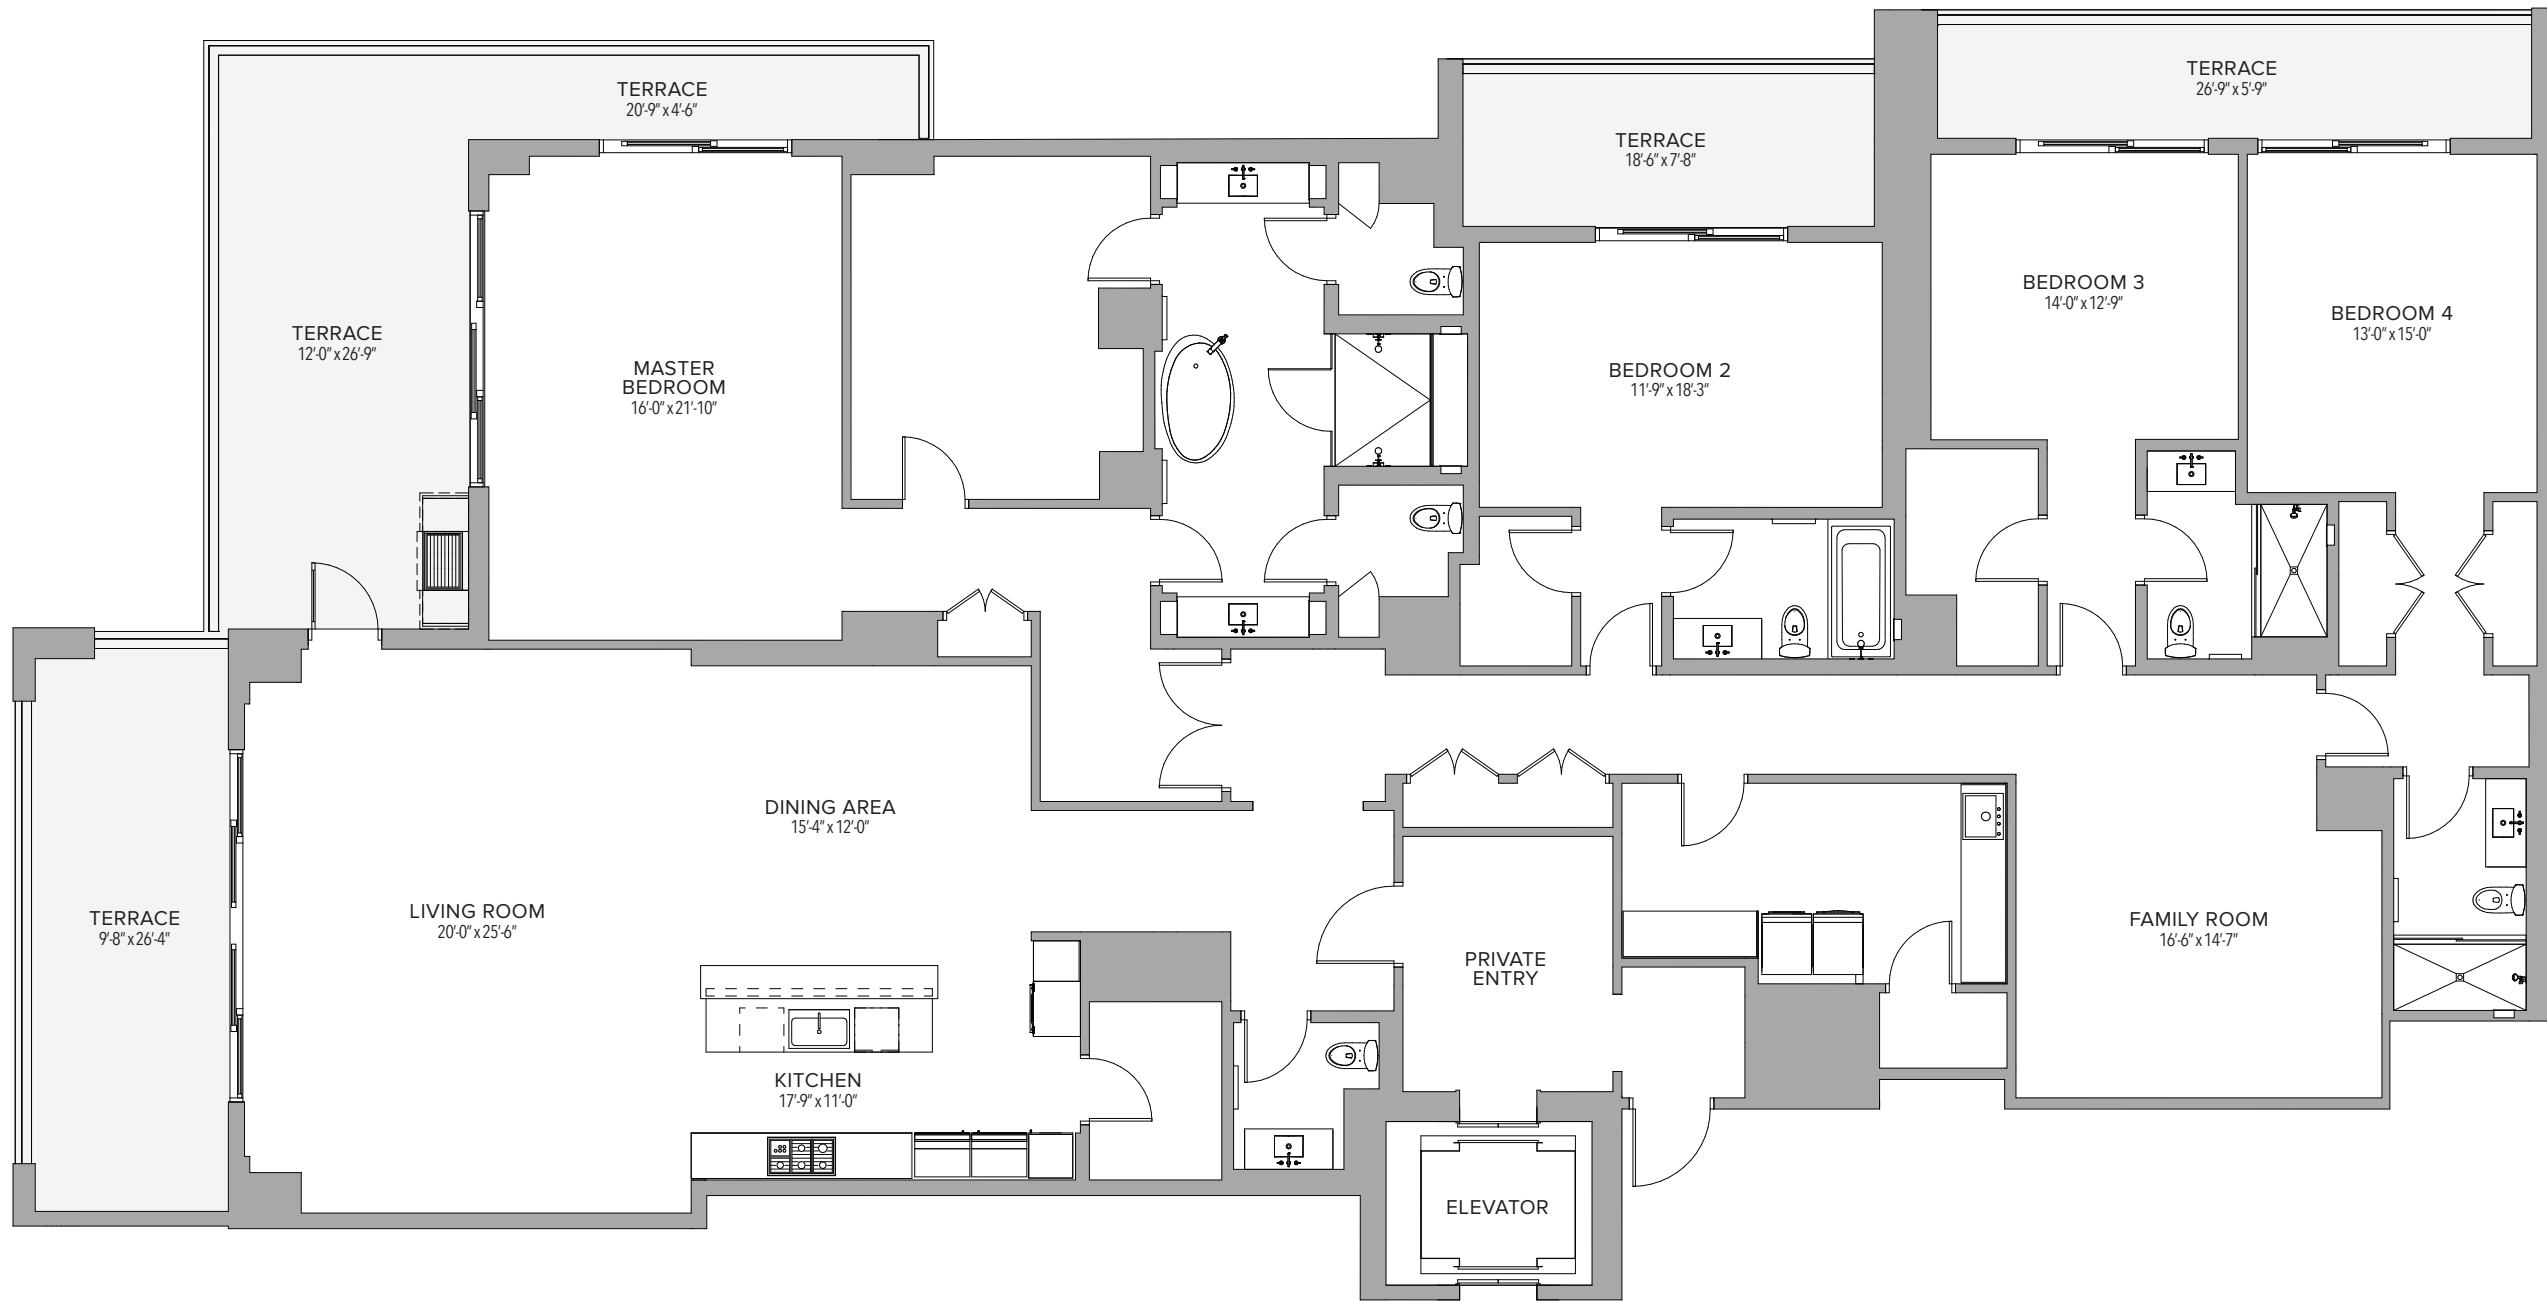 TERRACE
20'-9" x 4'-6"
TERRACE
18'-6" x 7'-8"
TERRACE
26'-9" x 5'-9"
TERRACE
12'-0" x 26'-9"
MASTER
BEDROOM
16'-0" x 21'-10"
BEDROOM 2
11'-9" x 18'-3"
BEDROOM 3
14'-0" x 12'-9"
BEDROOM 4
13'-0" x 15'-0"
DINING AREA
15'-4" x 12'-0"
TERRACE
9'-8" x 26'-4"
LIVING ROOM
20'-0" x 25'-6"
KITCHEN
17'-9" x 11'-0"
PRIVATE
ENTRY
FAMILY ROOM
16'-6" x 14'-7"
ELEVATOR